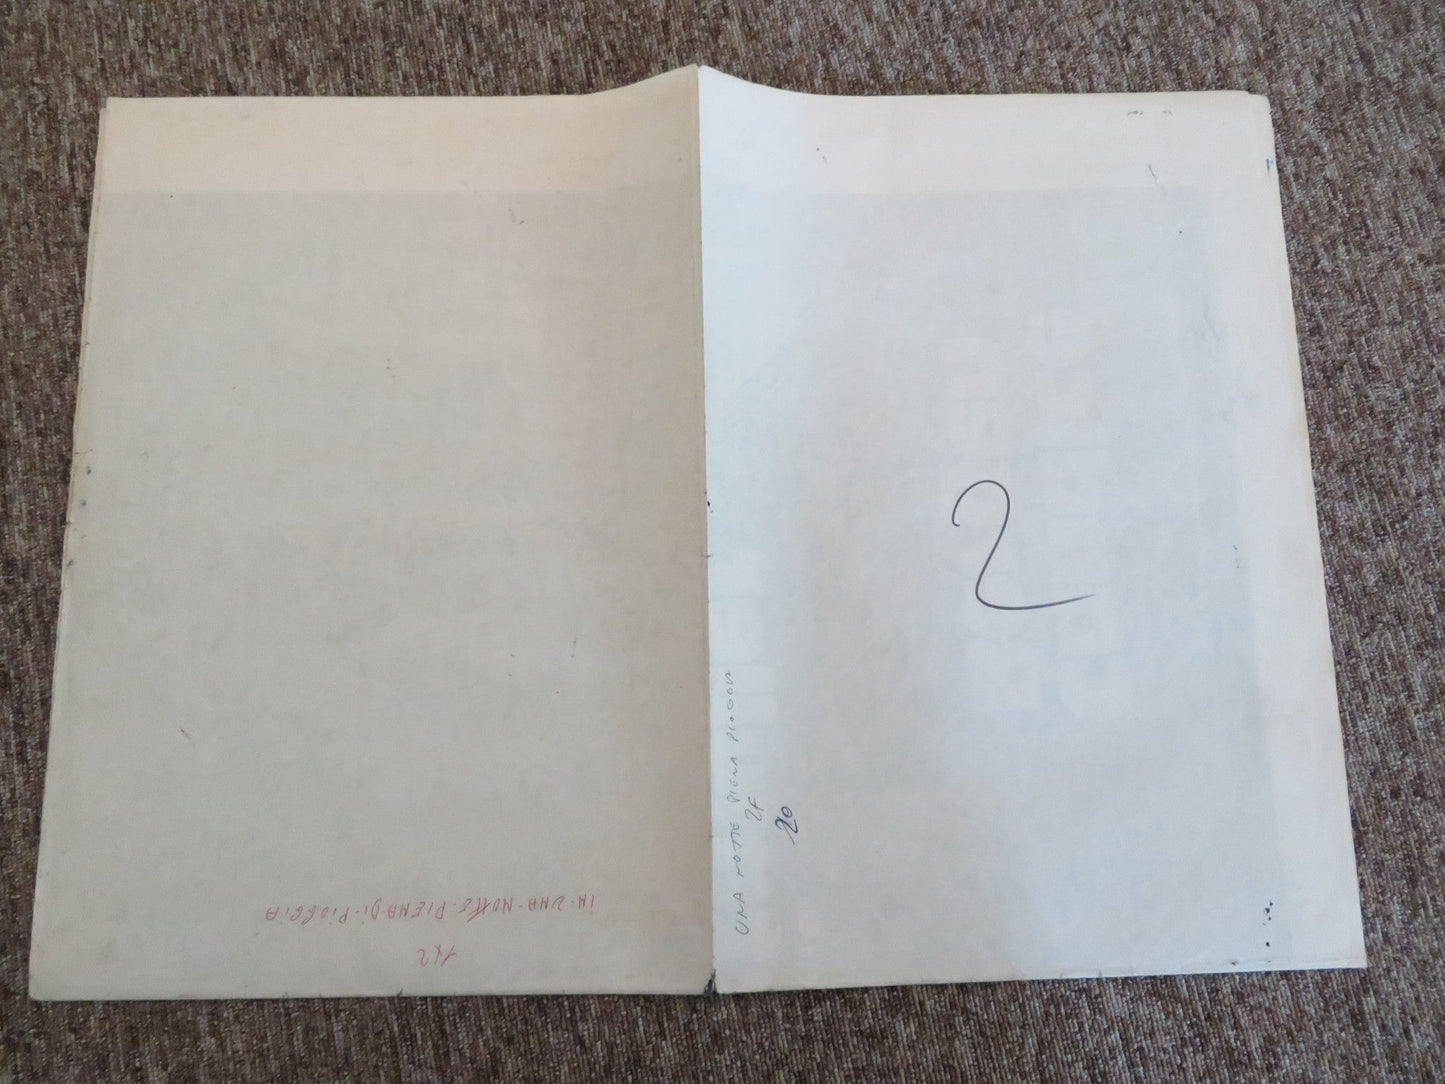 2
UNA NOTTE PIENA PIOGGIA
2F
20
IN-UNA-NOTTE-PIENA-DI-PIOGGIA
1X2